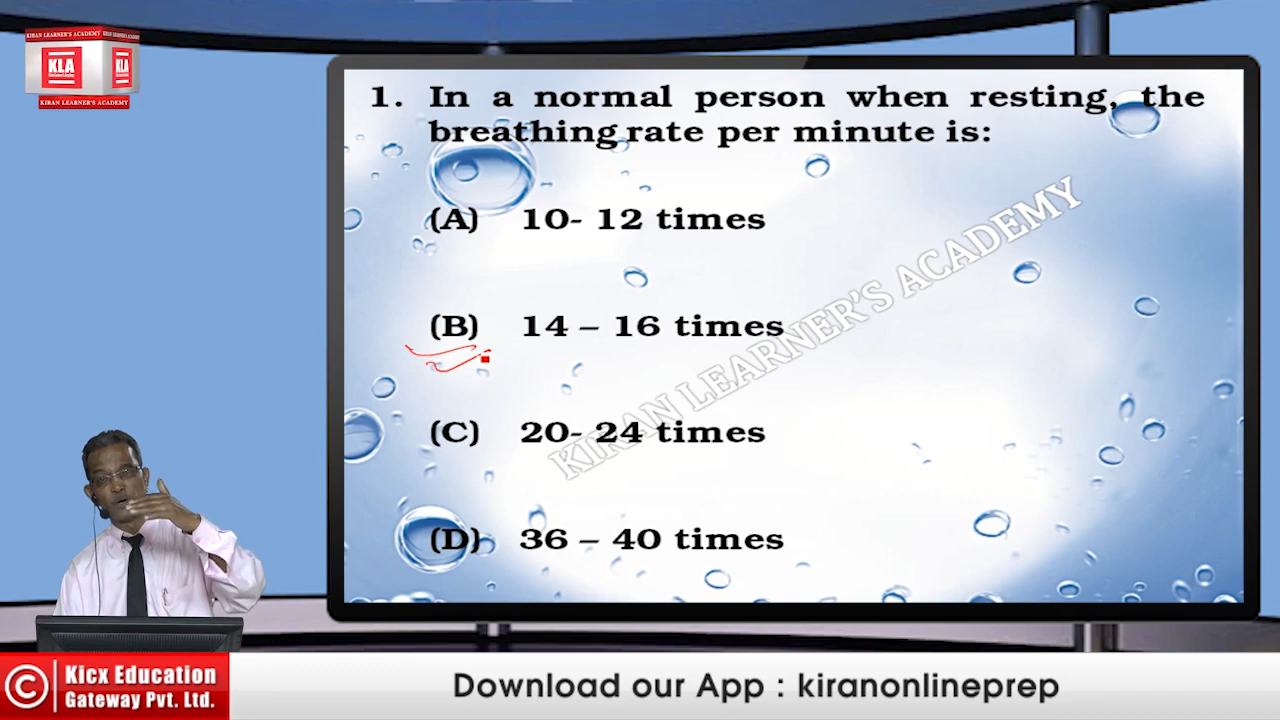 KIRAN LEARNER'S ACADEMY
KLA
KLA
KIRAN LEARNER'S ACADEMY
1. In a normal person when resting, the
breathing rate per minute is:
(A) 10- 12 times
(B) 14 – 16 times
(C) 20- 24 times
(D) 36 – 40 times
KIRAN LEARNER'S ACADEMY
© Kicx Education
Gateway Pvt. Ltd.
Download our App : kiranonlineprep